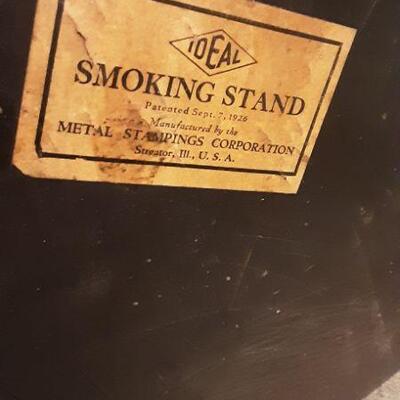 IDEAL
SMOKING STAND
Patented Sept. 7, 1926
Manufactured by the
METAL STAMPINGS CORPORATION
Streator, Ill., U. S. A.